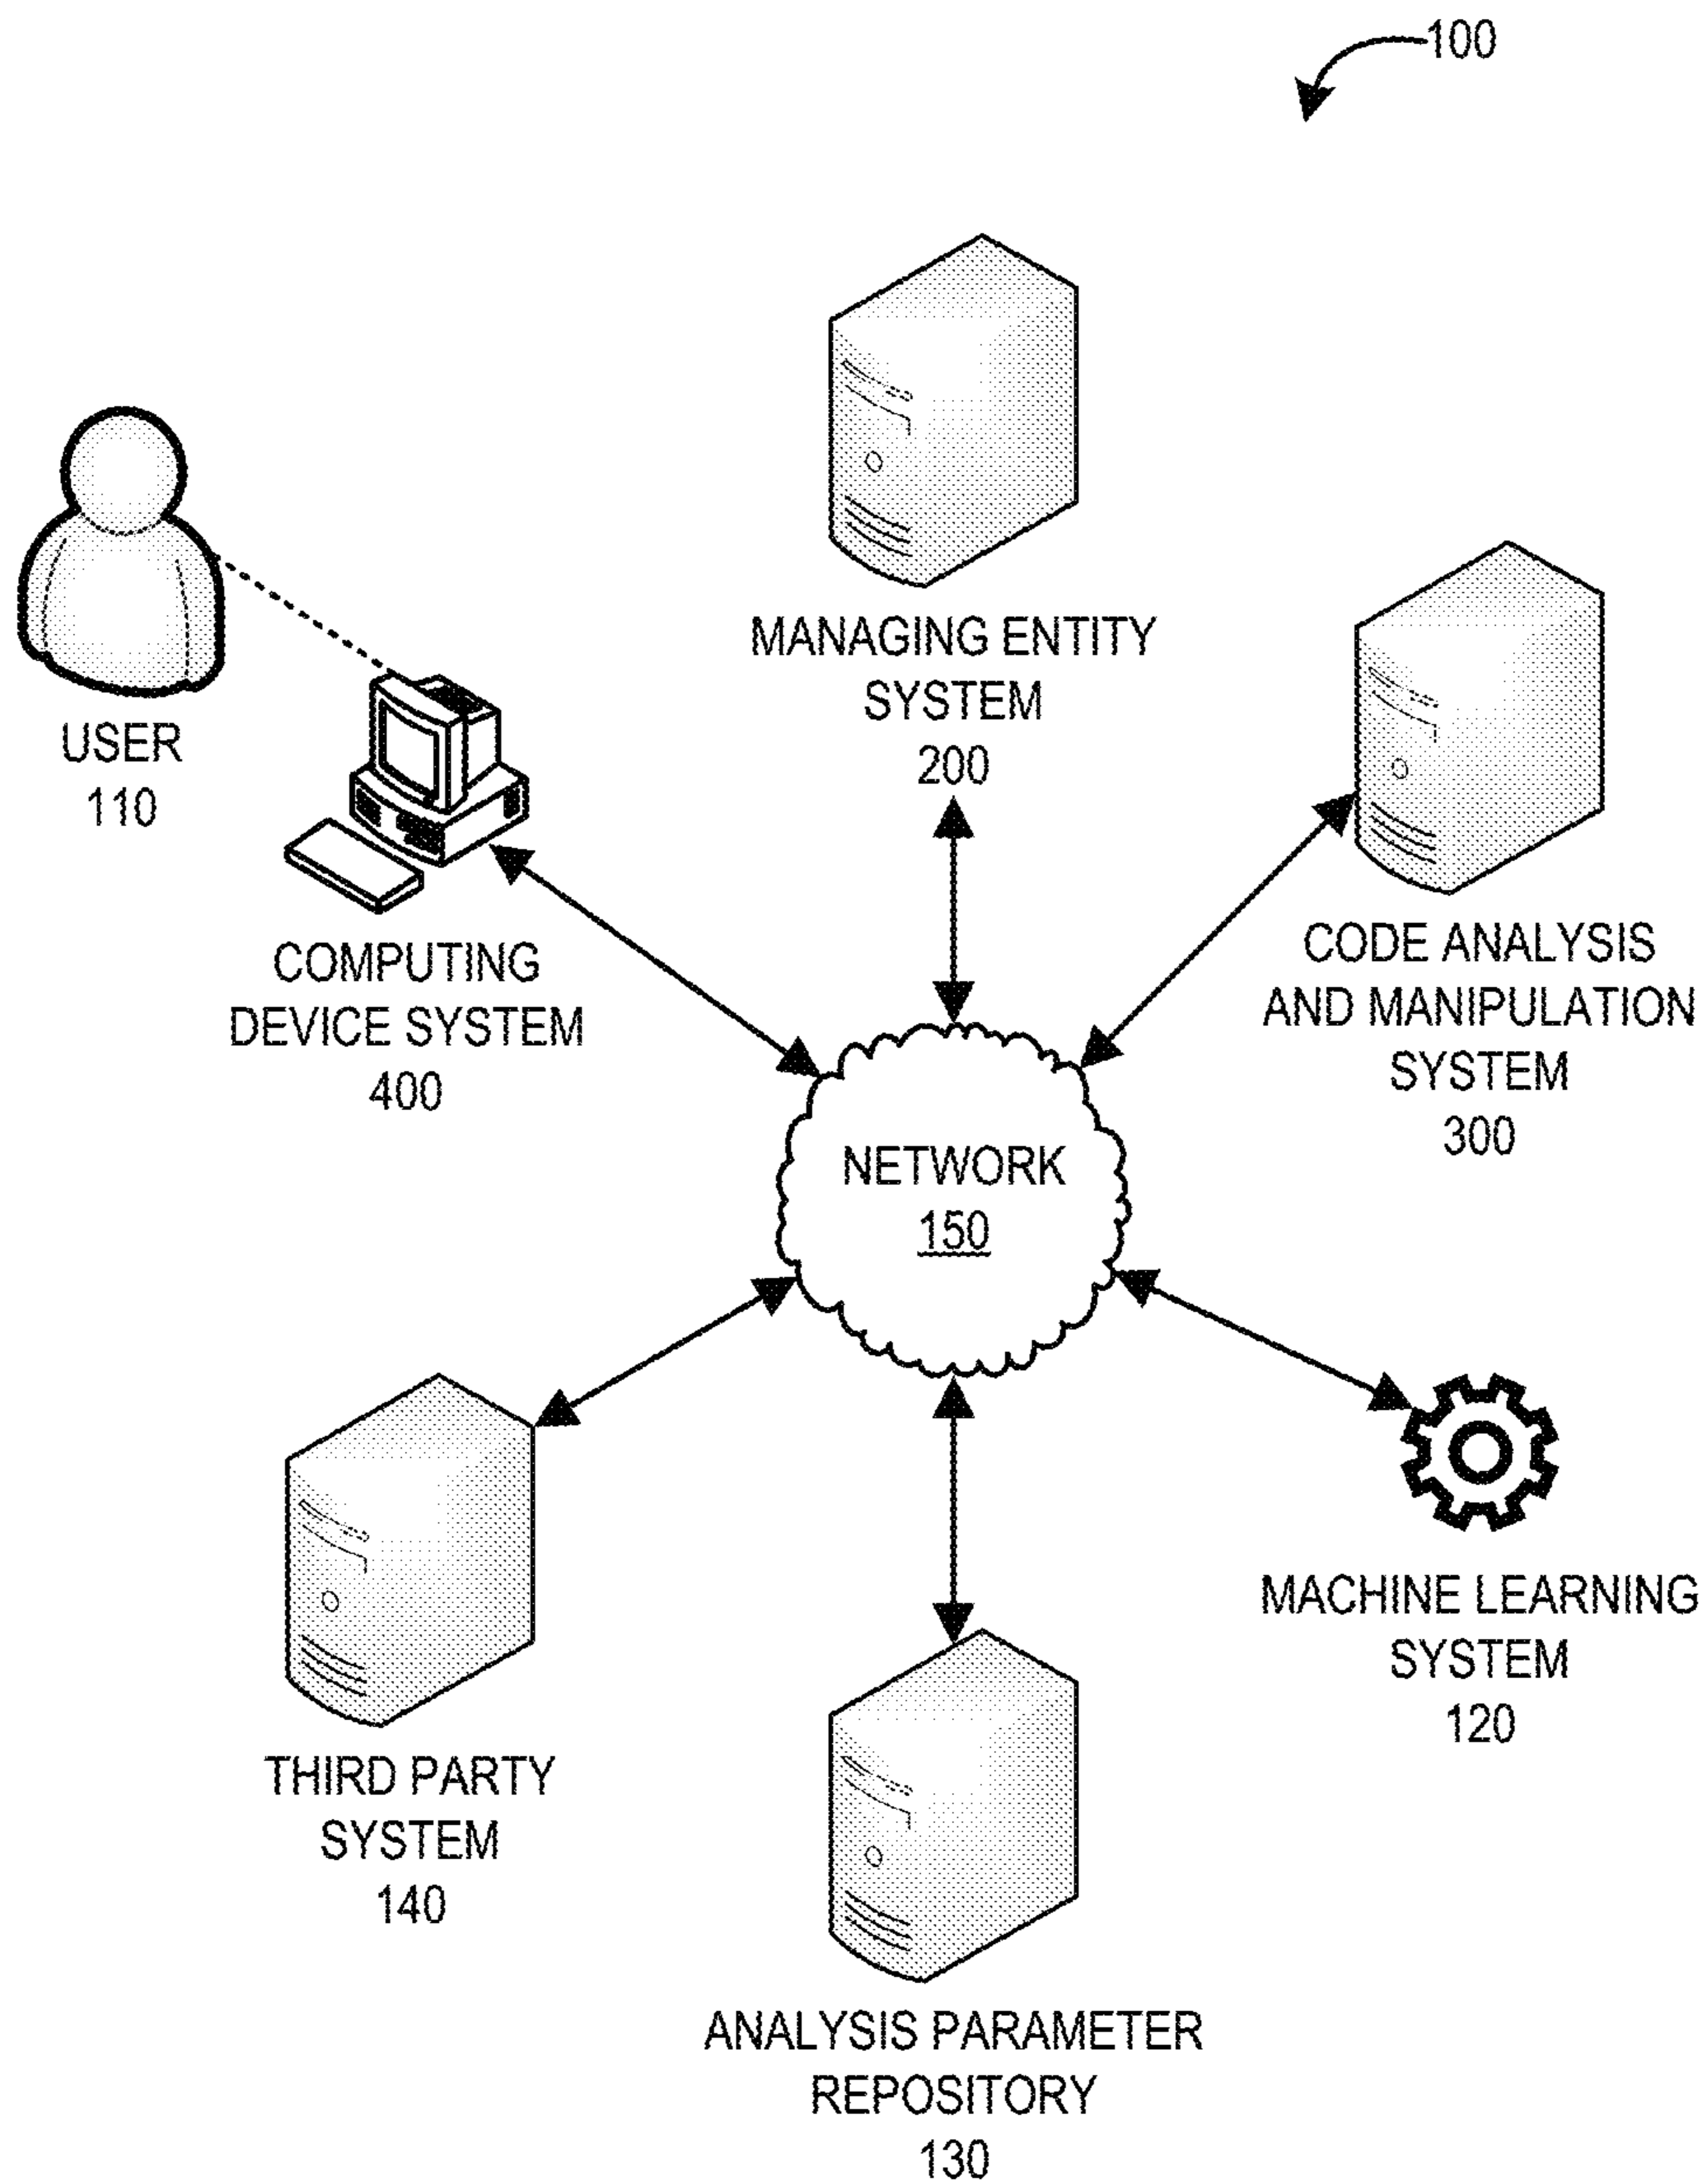 100
MANAGING ENTITY
SYSTEM
200
USER
110
COMPUTING
DEVICE SYSTEM
400
CODE ANALYSIS
AND MANIPULATION
SYSTEM
300
NETWORK
150
THIRD PARTY
SYSTEM
140
MACHINE LEARNING
SYSTEM
120
ANALYSIS PARAMETER
REPOSITORY
130